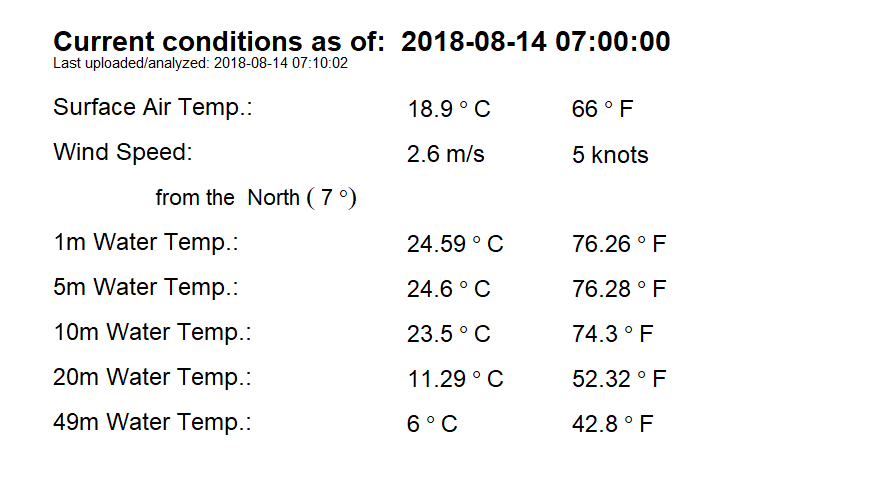 Current conditions as of: 2018-08-14 07:00:00
Last uploaded/analyzed: 2018-08-14 07:10:02
Surface Air Temp.: 18.9 ° C 66 ° F
Wind Speed: 2.6 m/s 5 knots
from the North ( 7 °)
1m Water Temp.: 24.59 ° C 76.26 ° F
5m Water Temp.: 24.6 ° C 76.28 ° F
10m Water Temp.: 23.5 ° C 74.3 ° F
20m Water Temp.: 11.29 ° C 52.32 ° F
49m Water Temp.: 6 ° C 42.8 ° F